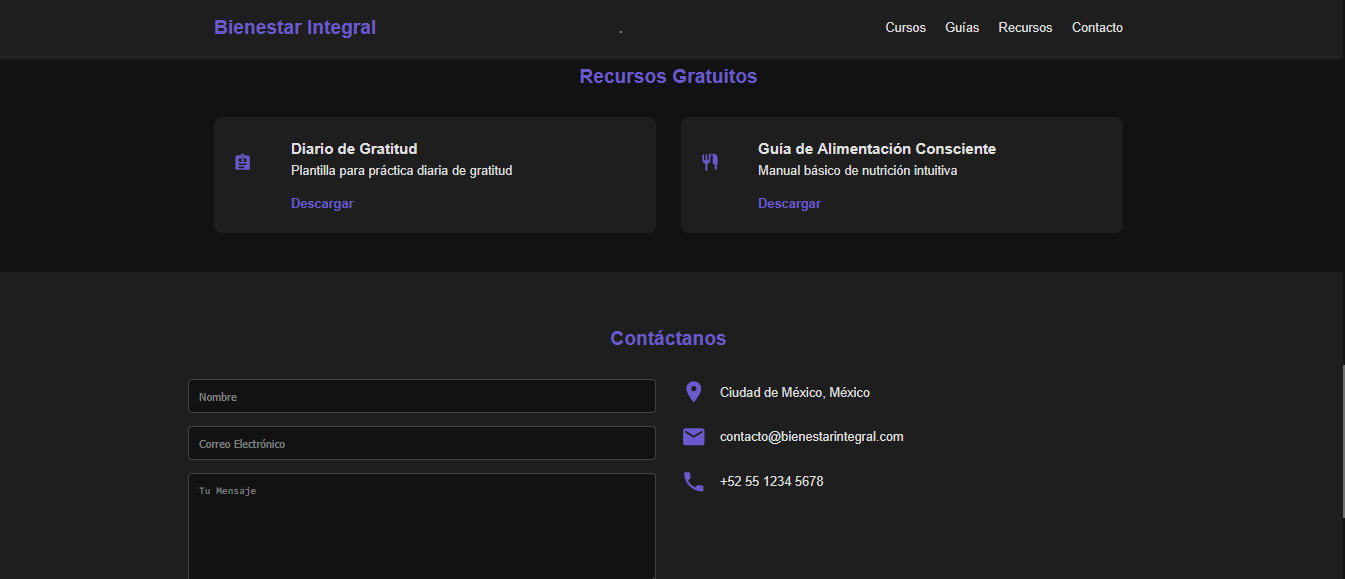 Bienestar Integral
Cursos Guías Recursos Contacto
Recursos Gratuitos
Diario de Gratitud
Plantilla para práctica diaria de gratitud
Descargar
Guía de Alimentación Consciente
Manual básico de nutrición intuitiva
Descargar
Contáctanos
Nombre
Correo Electrónico
Tu Mensaje
Ciudad de México, México
contacto@bienestarintegral.com
+52 55 1234 5678